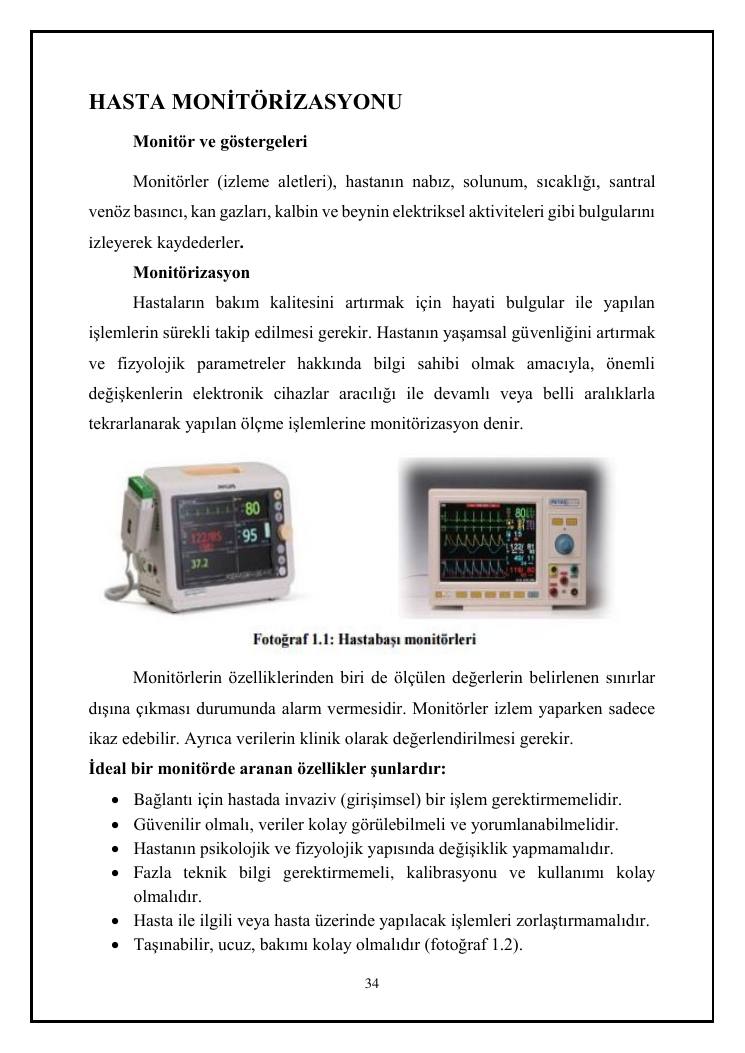 HASTA MONİTÖRİZASYONU
Monitör ve göstergeleri
Monitörler (izleme aletleri), hastanın nabız, solunum, sıcaklığı, santral
venöz basıncı, kan gazları, kalbin ve beynin elektriksel aktiviteleri gibi bulgularını
izleyerek kaydederler.
Monitörizasyon
Hastaların bakım kalitesini artırmak için hayati bulgular ile yapılan
işlemlerin sürekli takip edilmesi gerekir. Hastanın yaşamsal güvenliğini artırmak
ve fizyolojik parametreler hakkında bilgi sahibi olmak amacıyla, önemli
değişkenlerin elektronik cihazlar aracılığı ile devamlı veya belli aralıklarla
tekrarlanarak yapılan ölçme işlemlerine monitörizasyon denir.
80
122/85
95
37.2
80
15
122/ 81
Fotoğraf 1.1: Hastabaşı monitörleri
Monitörlerin özelliklerinden biri de ölçülen değerlerin belirlenen sınırlar
dışına çıkması durumunda alarm vermesidir. Monitörler izlem yaparken sadece
ikaz edebilir. Ayrıca verilerin klinik olarak değerlendirilmesi gerekir.
İdeal bir monitörde aranan özellikler şunlardır:
• Bağlantı için hastada invaziv (girişimsel) bir işlem gerektirmemelidir.
• Güvenilir olmalı, veriler kolay görülebilmeli ve yorumlanabilmelidir.
• Hastanın psikolojik ve fizyolojik yapısında değişiklik yapmamalıdır.
• Fazla teknik bilgi gerektirmemeli, kalibrasyonu ve kullanımı kolay
olmalıdır.
• Hasta ile ilgili veya hasta üzerinde yapılacak işlemleri zorlaştırmamalıdır.
• Taşınabilir, ucuz, bakımı kolay olmalıdır (fotoğraf 1.2).
34